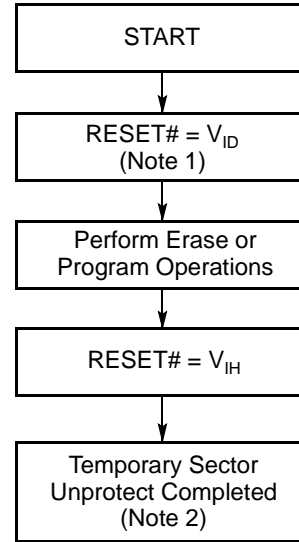 START
RESET# = VID
(Note 1)
Perform Erase or
Program Operations
RESET# = VIH
Temporary Sector
Unprotect Completed
(Note 2)